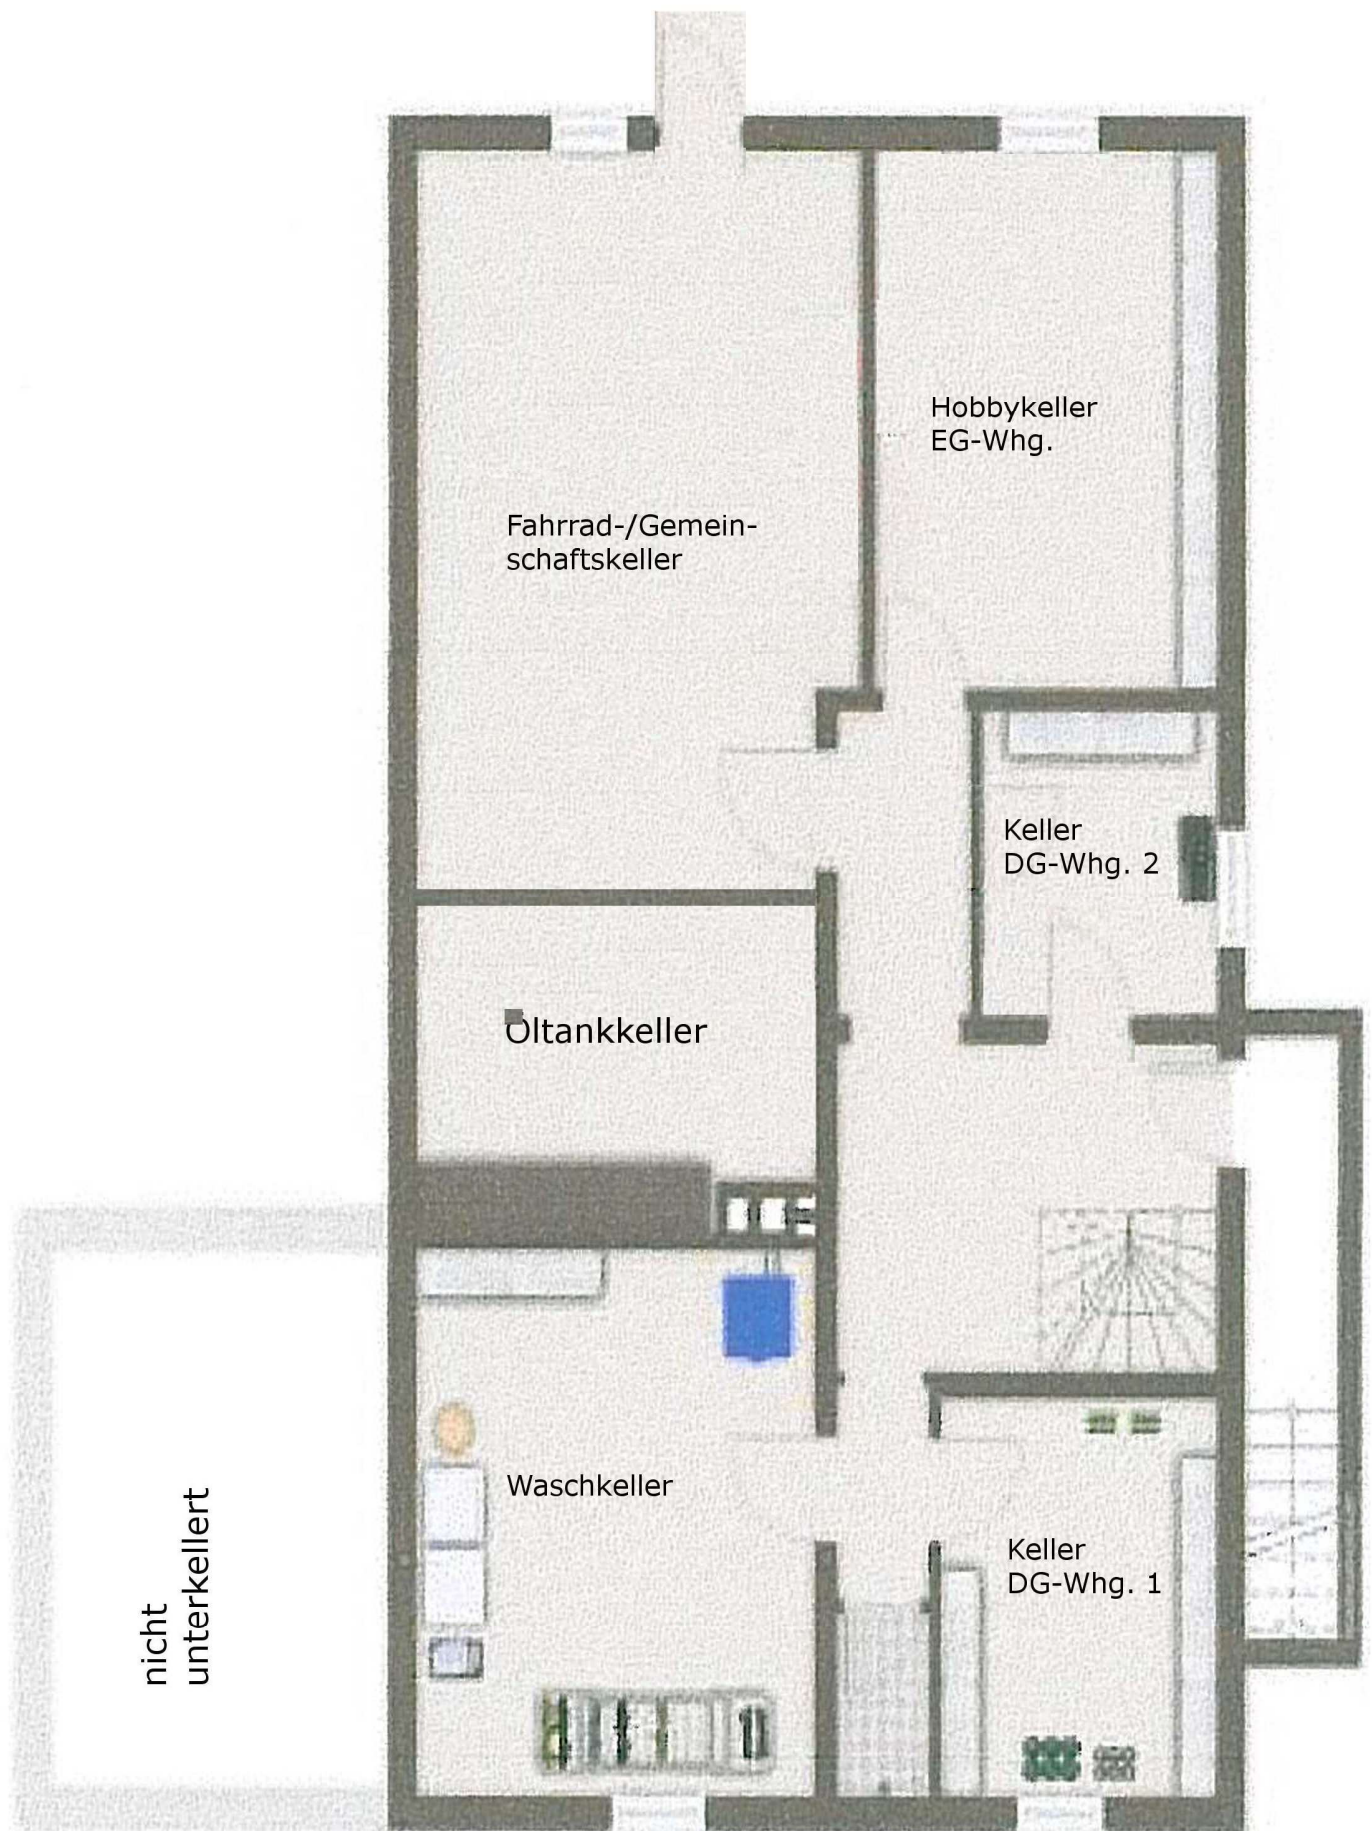 Hobbykeller
EG-Whg.
Fahrrad-/Gemein-
schaftskeller
Keller
DG-Whg. 2
Öltankkeller
Waschkeller
Keller
DG-Whg. 1
nicht
unterkellert